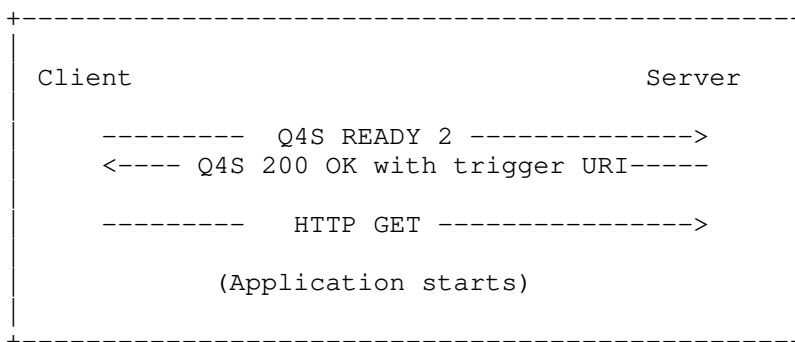 Client Server
--------- Q4S READY 2 -------------->
<---- Q4S 200 OK with trigger URI-----
--------- HTTP GET ---------------->
(Application starts)